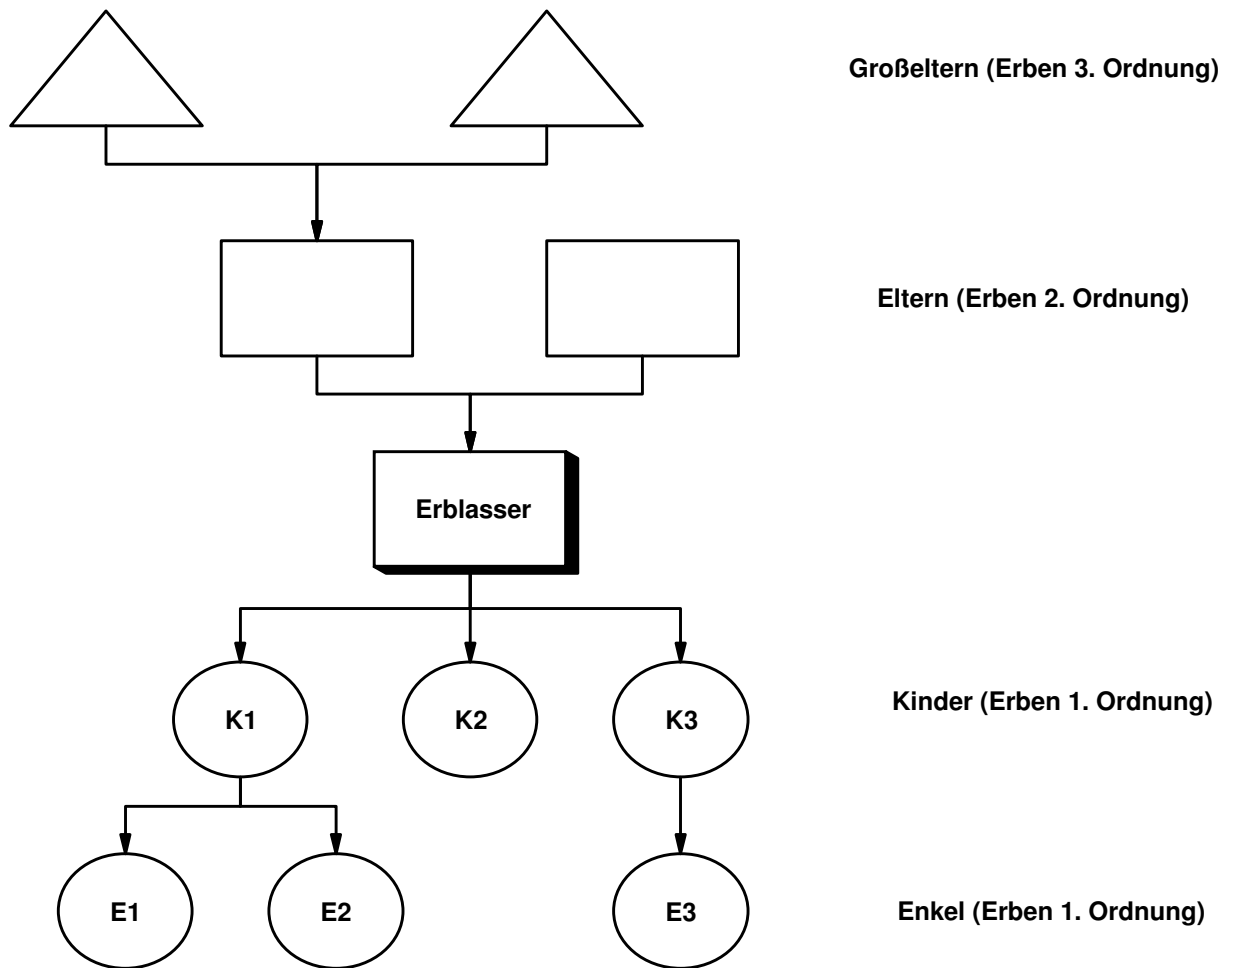 Großeltern (Erben 3. Ordnung)
Eltern (Erben 2. Ordnung)
Erblasser
K1
K2
K3
Kinder (Erben 1. Ordnung)
E1
E2
E3
Enkel (Erben 1. Ordnung)